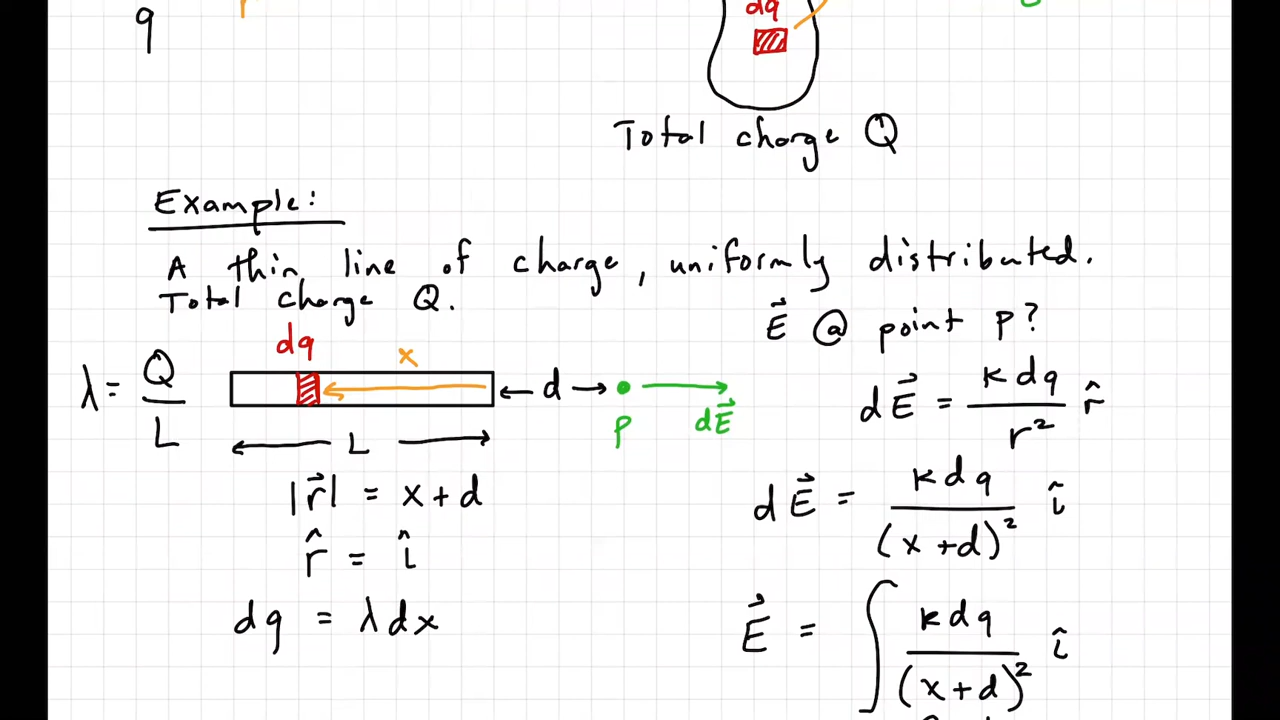 q
dq
Total charge Q
Example:
A thin line of charge, uniformly distributed.
Total charge Q.
E⃗ @ point p?
dq
x
λ = Q/L
d
p
dE⃗
L
dE⃗ = k dq / r² r̂
|r⃗| = x + d
dE⃗ = k dq / (x + d)² î
r̂ = î
dq = λ dx
E⃗ = ∫ k dq / (x + d)² î